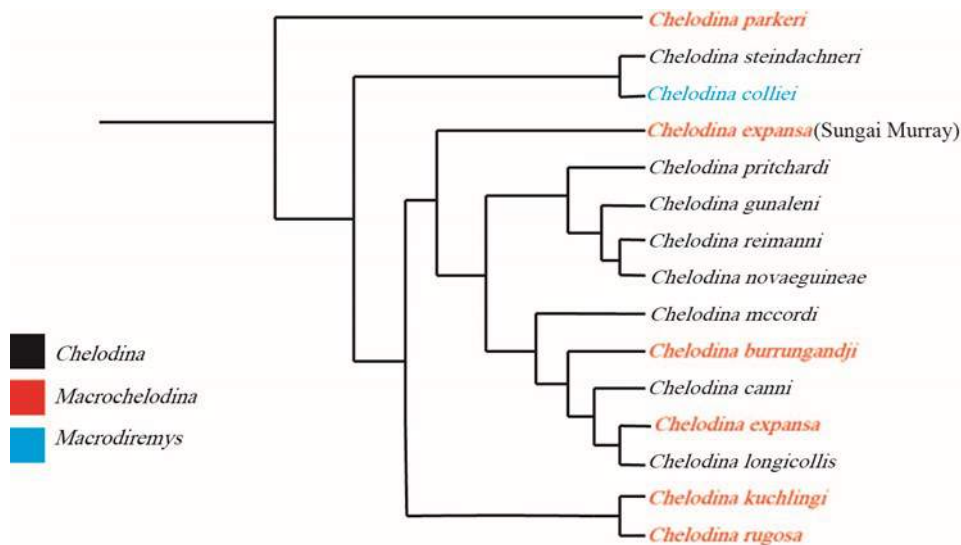 Chelodina parkeri
Chelodina steindachneri
Chelodina colliei
Chelodina expansa (Sungai Murray)
Chelodina pritchardi
Chelodina gunaleni
Chelodina reimanni
Chelodina novaeguineae
Chelodina mccordi
Chelodina burrungandji
Chelodina canni
Chelodina expansa
Chelodina longicollis
Chelodina kuchlingi
Chelodina rugosa
Chelodina
Macrochelodina
Macrodiremys